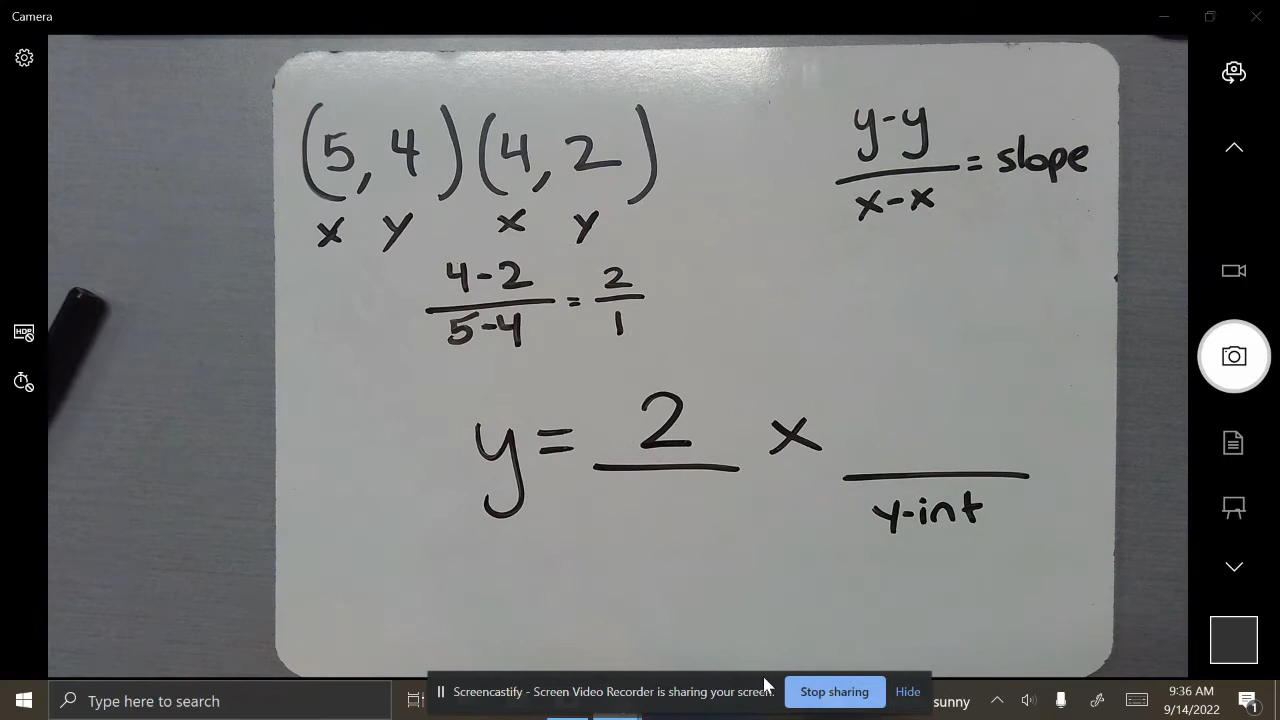 Camera
(5, 4) (4, 2)
x y x y
y-y
x-x
= slope
4-2
5-4
= 2
1
y = 2 x
y-int
Screencastify - Screen Video Recorder is sharing your screen.
Stop sharing
Hide
Type here to search
sunny
9:36 AM
9/14/2022
1